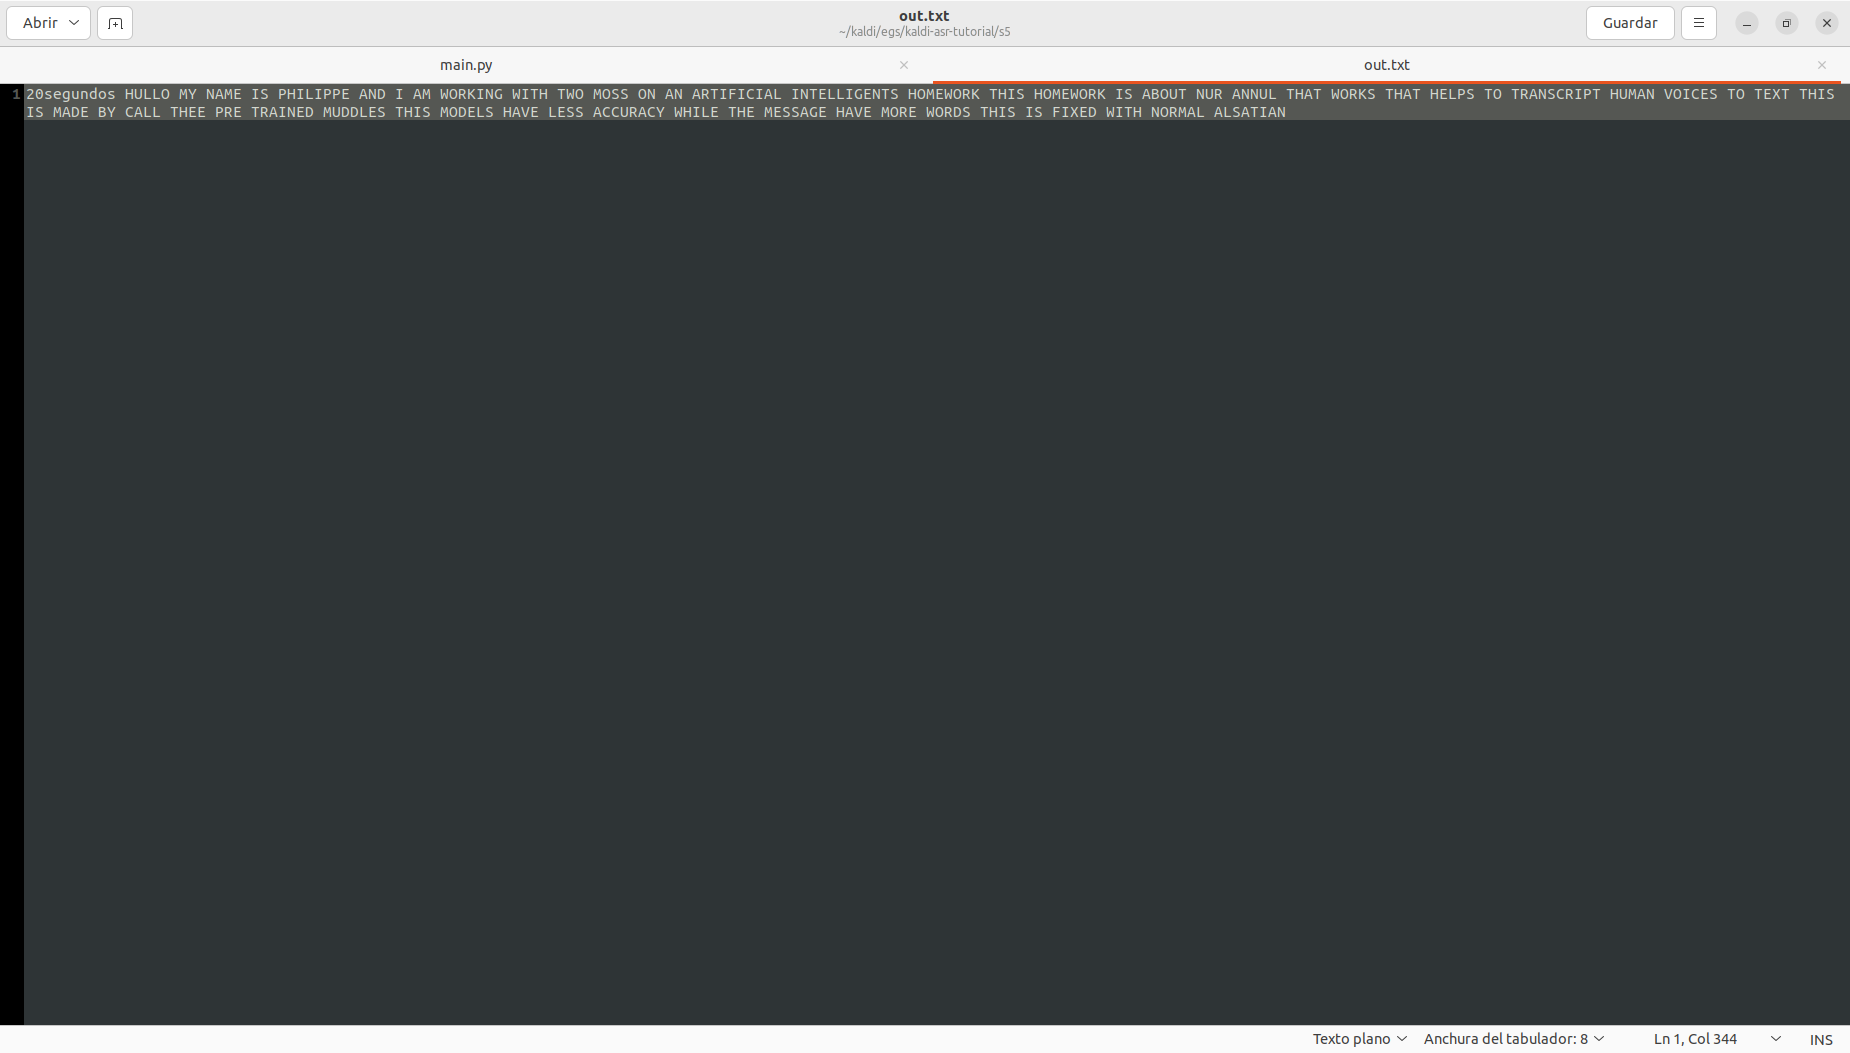 Abrir
out.txt
~/kaldi/egs/kaldi-asr-tutorial/s5
Guardar
main.py
out.txt
1 20segundos HULLO MY NAME IS PHILIPPE AND I AM WORKING WITH TWO MOSS ON AN ARTIFICIAL INTELLIGENTS HOMEWORK THIS HOMEWORK IS ABOUT NUR ANNUL THAT WORKS THAT HELPS TO TRANSCRIPT HUMAN VOICES TO TEXT THIS
IS MADE BY CALL THEE PRE TRAINED MUDDLES THIS MODELS HAVE LESS ACCURACY WHILE THE MESSAGE HAVE MORE WORDS THIS IS FIXED WITH NORMAL ALSATIAN
Texto plano Anchura del tabulador: 8 Ln 1, Col 344 INS